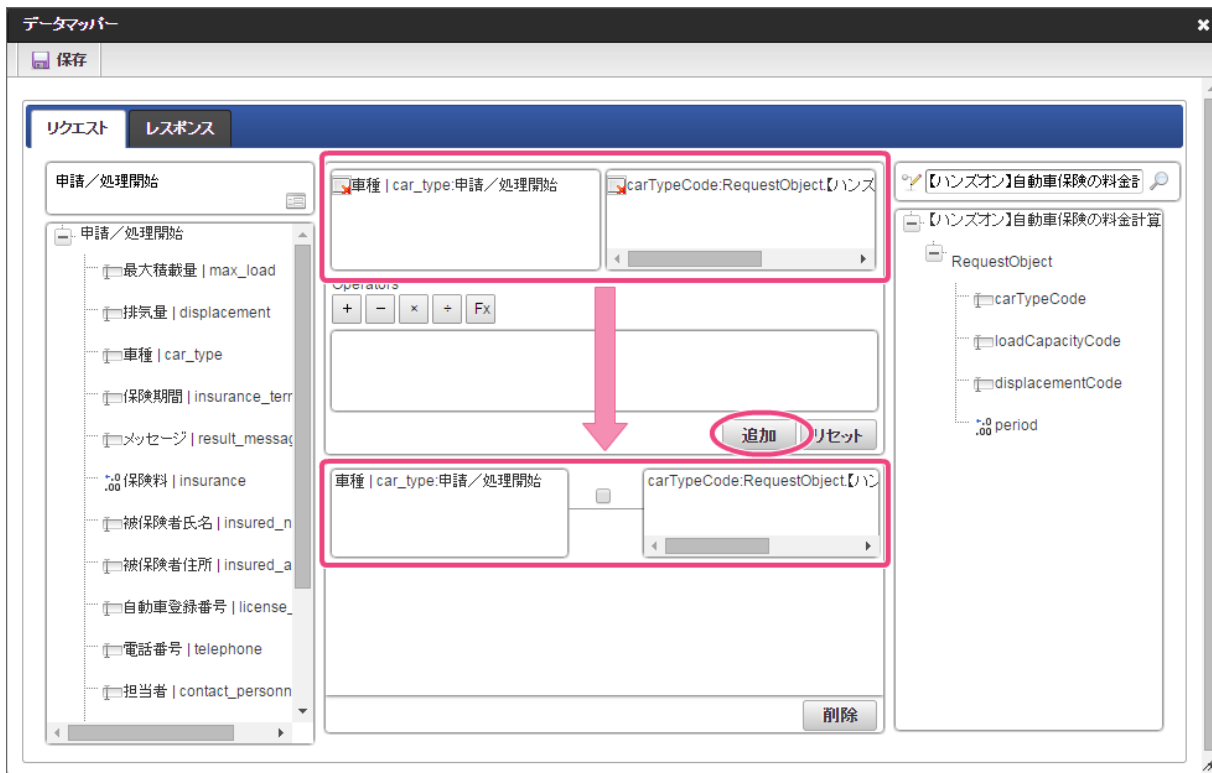 データマッパー
保存
リクエスト
レスポンス
申請／処理開始
申請／処理開始
最大積載量 | max_load
排気量 | displacement
車種 | car_type
保険期間 | insurance_terr
メッセージ | result_messag
保険料 | insurance
被保険者氏名 | insured_n
被保険者住所 | insured_a
自動車登録番号 | license_
電話番号 | telephone
担当者 | contact_personn
車種 | car_type:申請／処理開始
carTypeCode:RequestObject.【ハンズ
Operators
+ − × ÷ Fx
追加
リセット
車種 | car_type:申請／処理開始
carTypeCode:RequestObject.【ハン
削除
【ハンズオン】自動車保険の料金計
【ハンズオン】自動車保険の料金計算
RequestObject
carTypeCode
loadCapacityCode
displacementCode
period